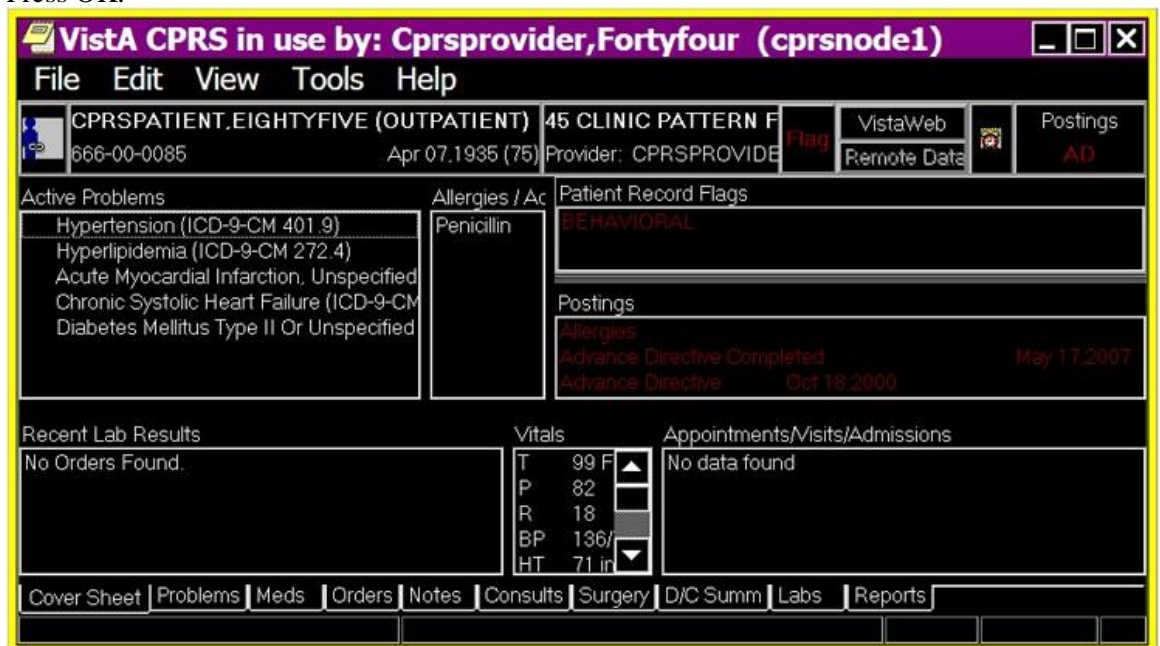 VistA CPRS in use by: Cprsprovider,Fortyfour (cprsnode1)
File Edit View Tools Help
CPRSPATIENT,EIGHTYFIVE (OUTPATIENT) 45 CLINIC PATTERN F Flag VistaWeb Postings
666-00-0085 Apr 07,1935 (75) Provider: CPRSPROVIDE Remote Data AD
Active Problems
Hypertension (ICD-9-CM 401.9)
Hyperlipidemia (ICD-9-CM 272.4)
Acute Myocardial Infarction, Unspecified
Chronic Systolic Heart Failure (ICD-9-CM
Diabetes Mellitus Type II Or Unspecified
Allergies / Ac
Penicillin
Patient Record Flags
BEHAVIORAL
Postings
Allergies
Advance Directive Completed May 17,2007
Advance Directive Oct 18,2000
Recent Lab Results
No Orders Found.
Vitals
T 99 F
P 82
R 18
BP 136/
HT 71 in
Appointments/Visits/Admissions
No data found
Cover Sheet Problems Meds Orders Notes Consults Surgery D/C Summ Labs Reports